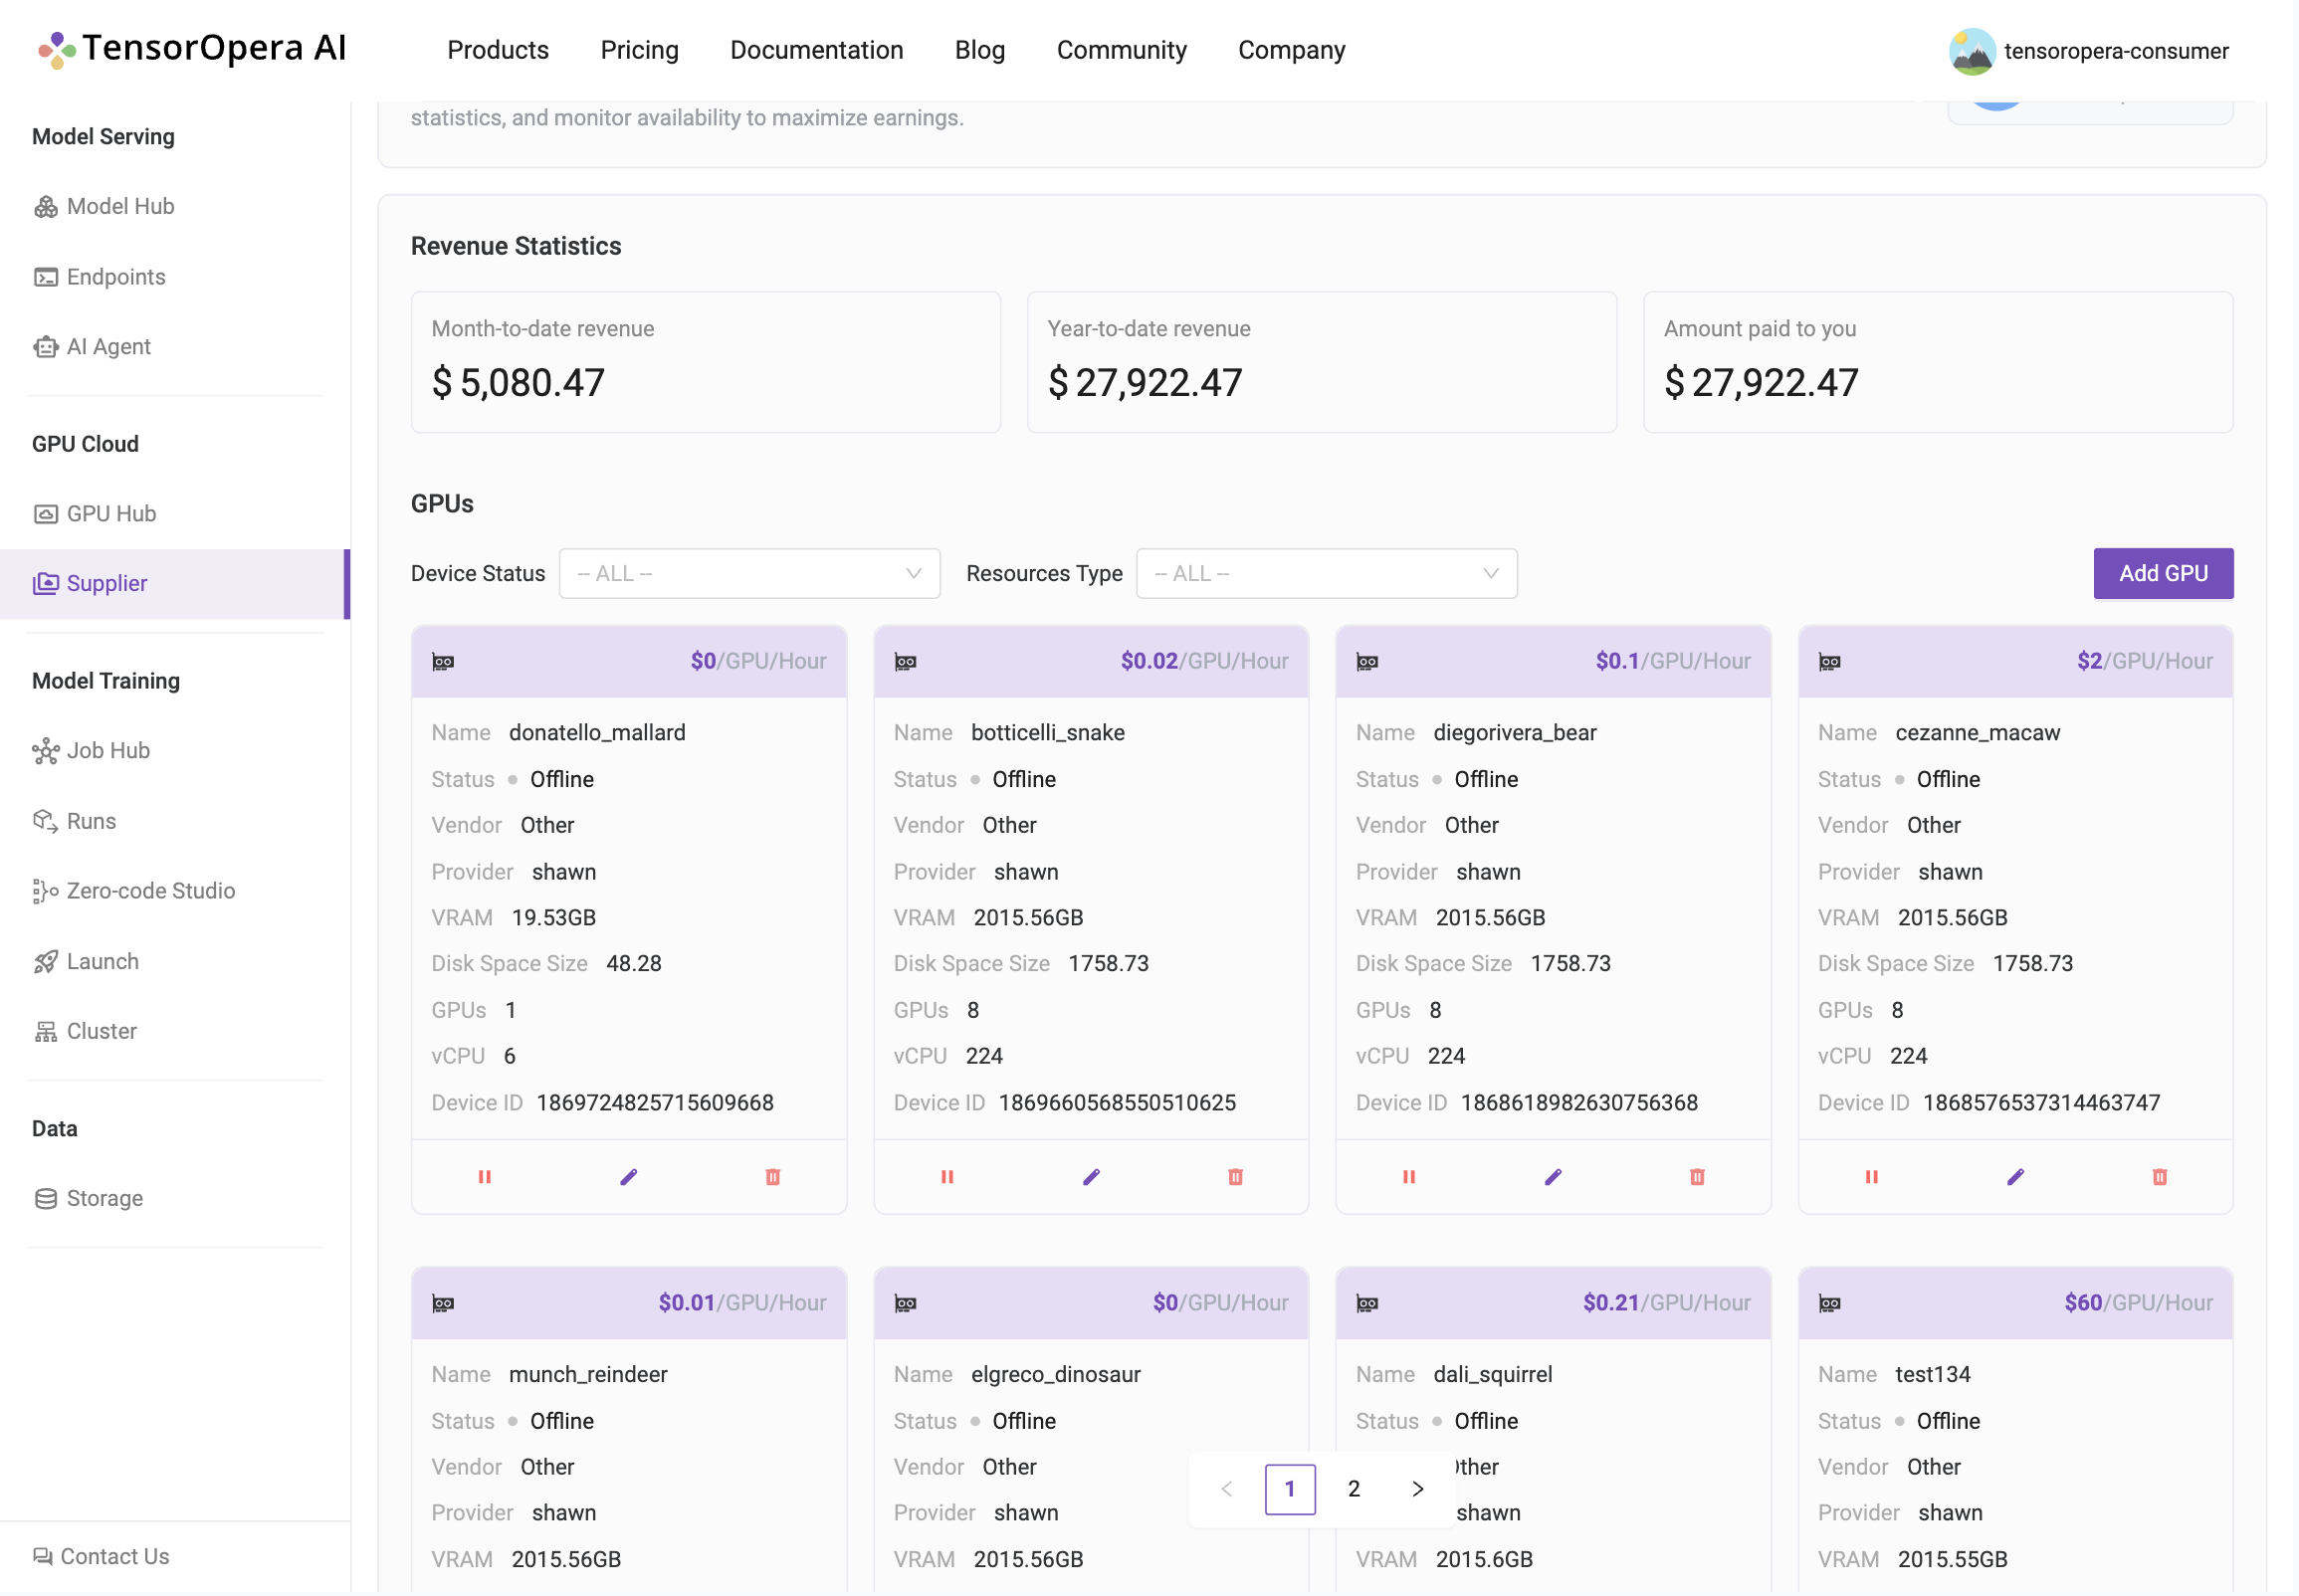 TensorOpera AI
Products Pricing Documentation Blog Community Company
tensoropera-consumer
Model Serving
Model Hub
Endpoints
AI Agent
GPU Cloud
GPU Hub
Supplier
Model Training
Job Hub
Runs
Zero-code Studio
Launch
Cluster
Data
Storage
Contact Us
statistics, and monitor availability to maximize earnings.
Revenue Statistics
Month-to-date revenue
$ 5,080.47
Year-to-date revenue
$ 27,922.47
Amount paid to you
$ 27,922.47
GPUs
Device Status -- ALL -- Resources Type -- ALL -- Add GPU
$0/GPU/Hour
Name donatello_mallard
Status Offline
Vendor Other
Provider shawn
VRAM 19.53GB
Disk Space Size 48.28
GPUs 1
vCPU 6
Device ID 1869724825715609668
$0.02/GPU/Hour
Name botticelli_snake
Status Offline
Vendor Other
Provider shawn
VRAM 2015.56GB
Disk Space Size 1758.73
GPUs 8
vCPU 224
Device ID 1869660568550510625
$0.1/GPU/Hour
Name diegorivera_bear
Status Offline
Vendor Other
Provider shawn
VRAM 2015.56GB
Disk Space Size 1758.73
GPUs 8
vCPU 224
Device ID 1868618982630756368
$2/GPU/Hour
Name cezanne_macaw
Status Offline
Vendor Other
Provider shawn
VRAM 2015.56GB
Disk Space Size 1758.73
GPUs 8
vCPU 224
Device ID 1868576537314463747
$0.01/GPU/Hour
Name munch_reindeer
Status Offline
Vendor Other
Provider shawn
VRAM 2015.56GB
$0/GPU/Hour
Name elgreco_dinosaur
Status Offline
Vendor Other
Provider shawn
VRAM 2015.56GB
$0.21/GPU/Hour
Name dali_squirrel
Status Offline
ther
shawn
VRAM 2015.6GB
$60/GPU/Hour
Name test134
Status Offline
Vendor Other
Provider shawn
VRAM 2015.55GB
< 1 2 >